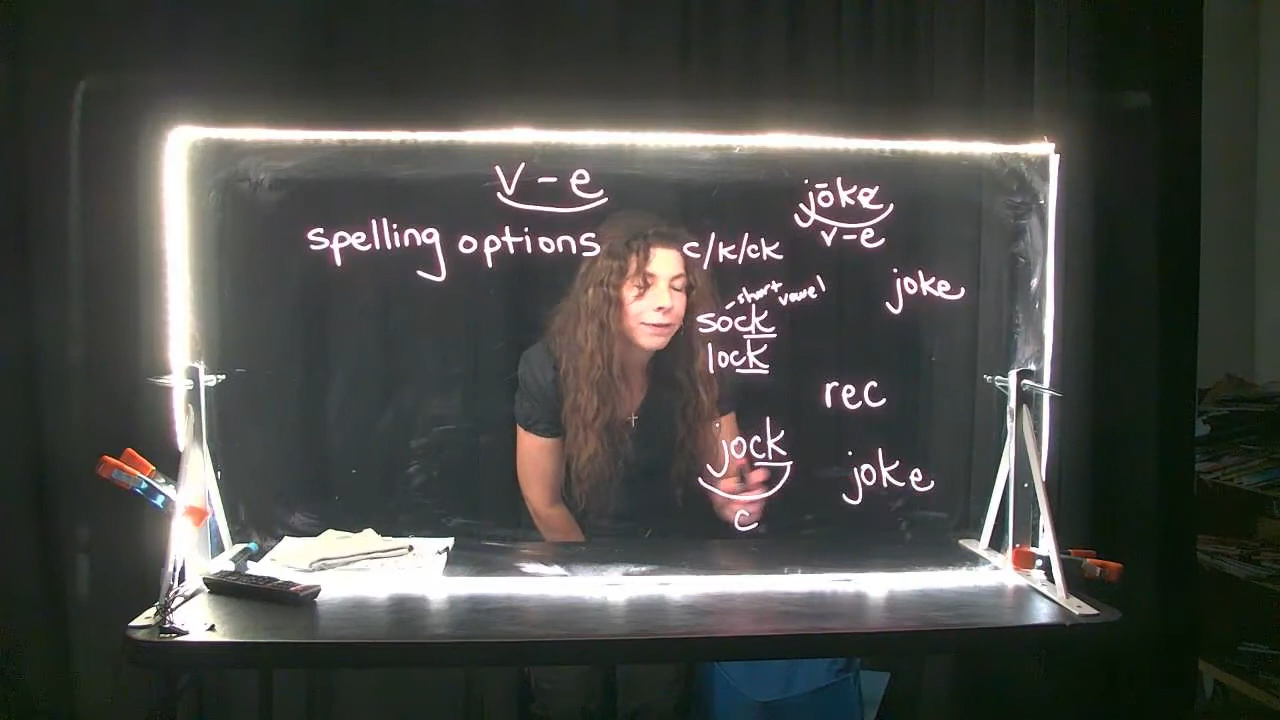 v-e
jōke
v-e
spelling options c/k/ck
joke
short vowel
sock
lock
rec
jock
joke
c